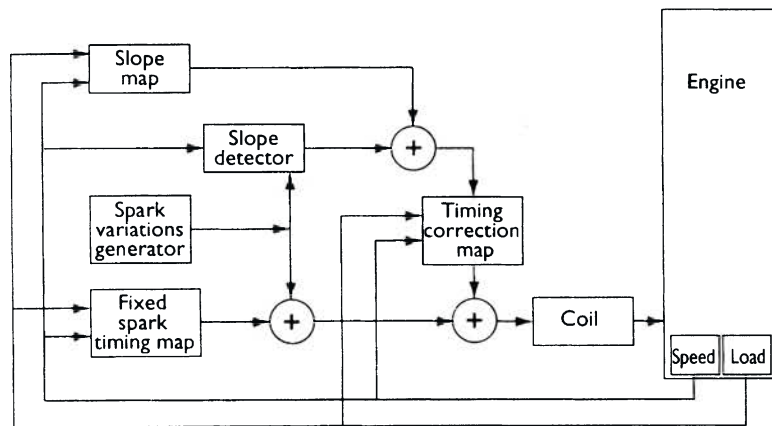 Slope
map
Engine
Slope
detector
+
Spark
variations
generator
Timing
correction
map
Fixed
spark
timing map
+
+
Coil
Speed
Load